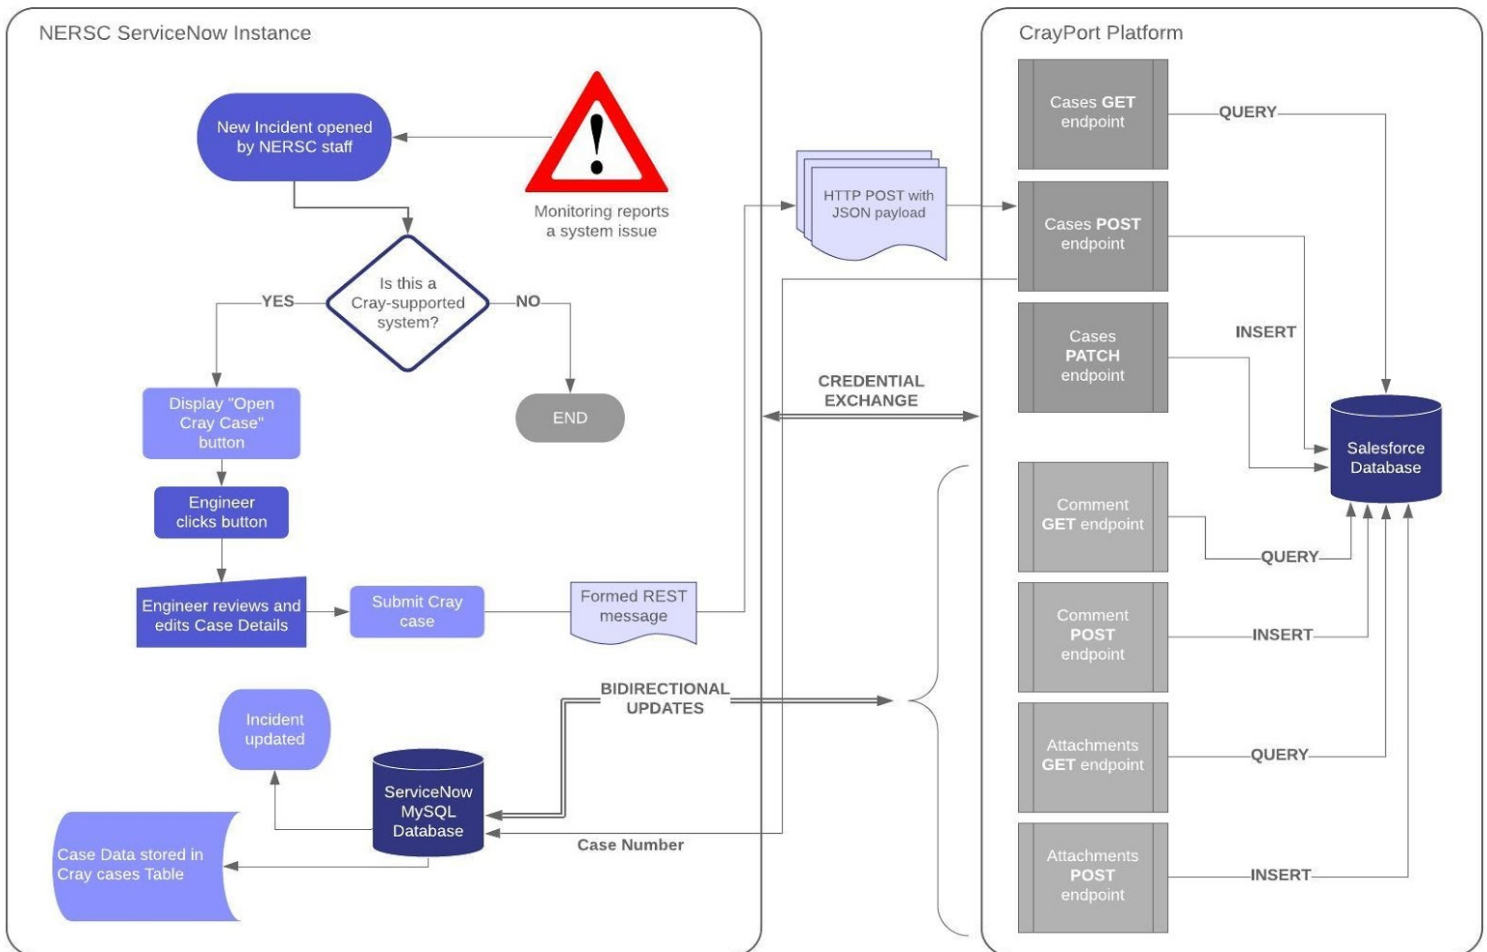 NERSC ServiceNow Instance
New Incident opened
by NERSC staff
Monitoring reports
a system issue
Is this a
Cray-supported
system?
YES
NO
END
Display "Open
Cray Case"
button
Engineer
clicks button
Engineer reviews and
edits Case Details
Submit Cray
case
Formed REST
message
HTTP POST with
JSON payload
CREDENTIAL
EXCHANGE
BIDIRECTIONAL
UPDATES
Incident
updated
ServiceNow
MySQL
Database
Case Number
Case Data stored in
Cray cases Table
CrayPort Platform
Cases GET
endpoint
QUERY
Cases POST
endpoint
INSERT
Cases
PATCH
endpoint
Salesforce
Database
Comment
GET endpoint
QUERY
Comment
POST
endpoint
INSERT
Attachments
GET endpoint
QUERY
Attachments
POST
endpoint
INSERT